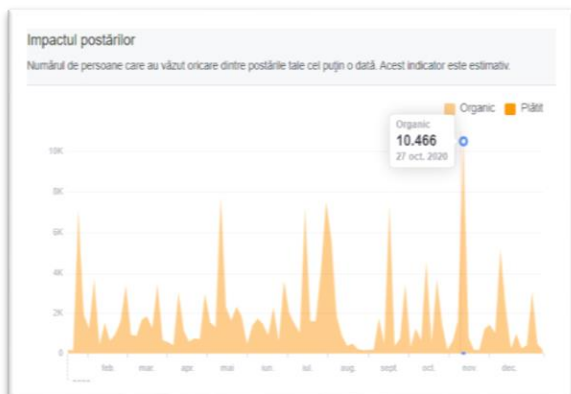 Impactul postărilor
Numărul de persoane care au văzut oricare dintre postările tale cel puțin o dată. Acest indicator este estimativ.
Organic Plătit
Organic
10.466
27 oct. 2020
10K
8K
6K
4K
2K
0
feb. mar. apr. mai iun. iul. aug. sept. oct. nov. dec.